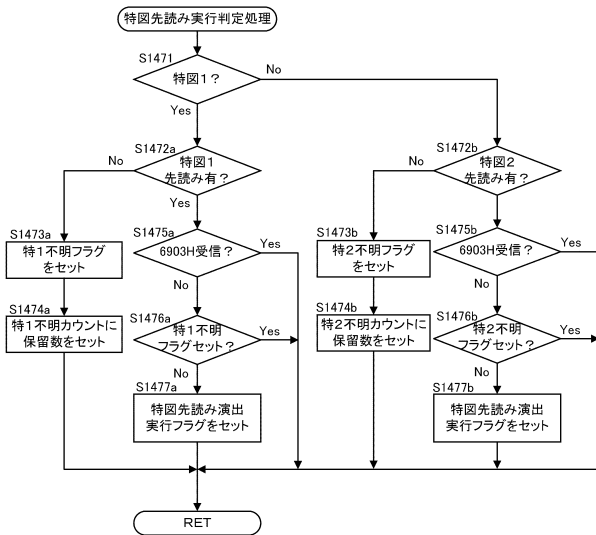 特図先読み実行判定処理
S1471
特図1？
No
Yes
S1472a
特図1
先読み有？
No
Yes
S1473a
特1不明フラグ
をセット
S1474a
特1不明カウントに
保留数をセット
S1475a
6903H受信？
Yes
No
S1476a
特1不明
フラグセット？
Yes
No
S1477a
特図先読み演出
実行フラグをセット
S1472b
特図2
先読み有？
No
Yes
S1473b
特2不明フラグ
をセット
S1474b
特2不明カウントに
保留数をセット
S1475b
6903H受信？
Yes
No
S1476b
特2不明
フラグセット？
Yes
No
S1477b
特図先読み演出
実行フラグをセット
RET